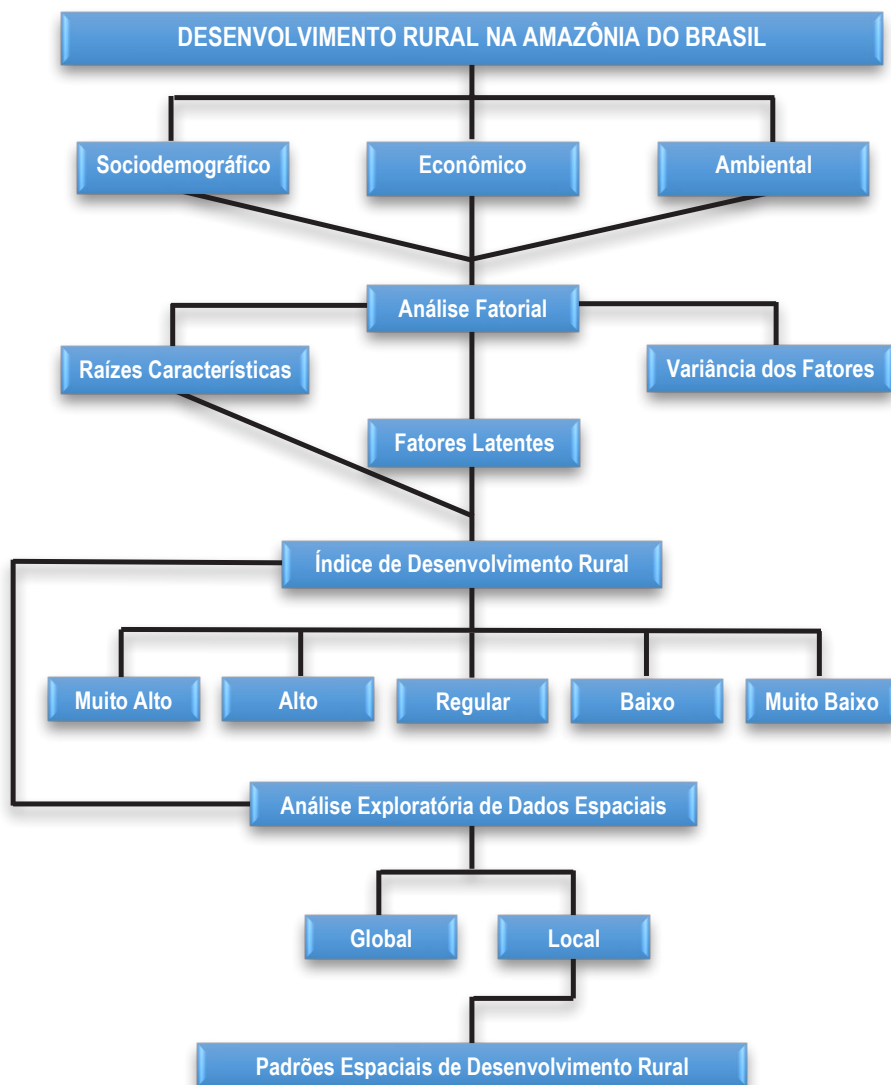 DESENVOLVIMENTO RURAL NA AMAZÔNIA DO BRASIL
Sociodemográfico
Econômico
Ambiental
Análise Fatorial
Raízes Características
Variância dos Fatores
Fatores Latentes
Índice de Desenvolvimento Rural
Muito Alto
Alto
Regular
Baixo
Muito Baixo
Análise Exploratória de Dados Espaciais
Global
Local
Padrões Espaciais de Desenvolvimento Rural